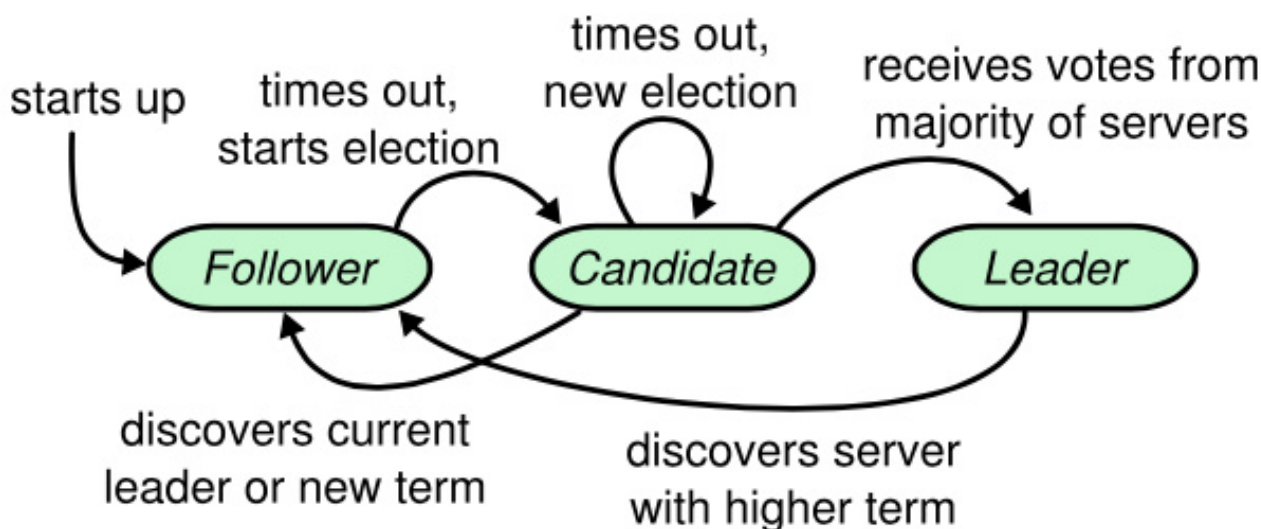 starts up
times out,
starts election
times out,
new election
receives votes from
majority of servers
Follower
Candidate
Leader
discovers current
leader or new term
discovers server
with higher term